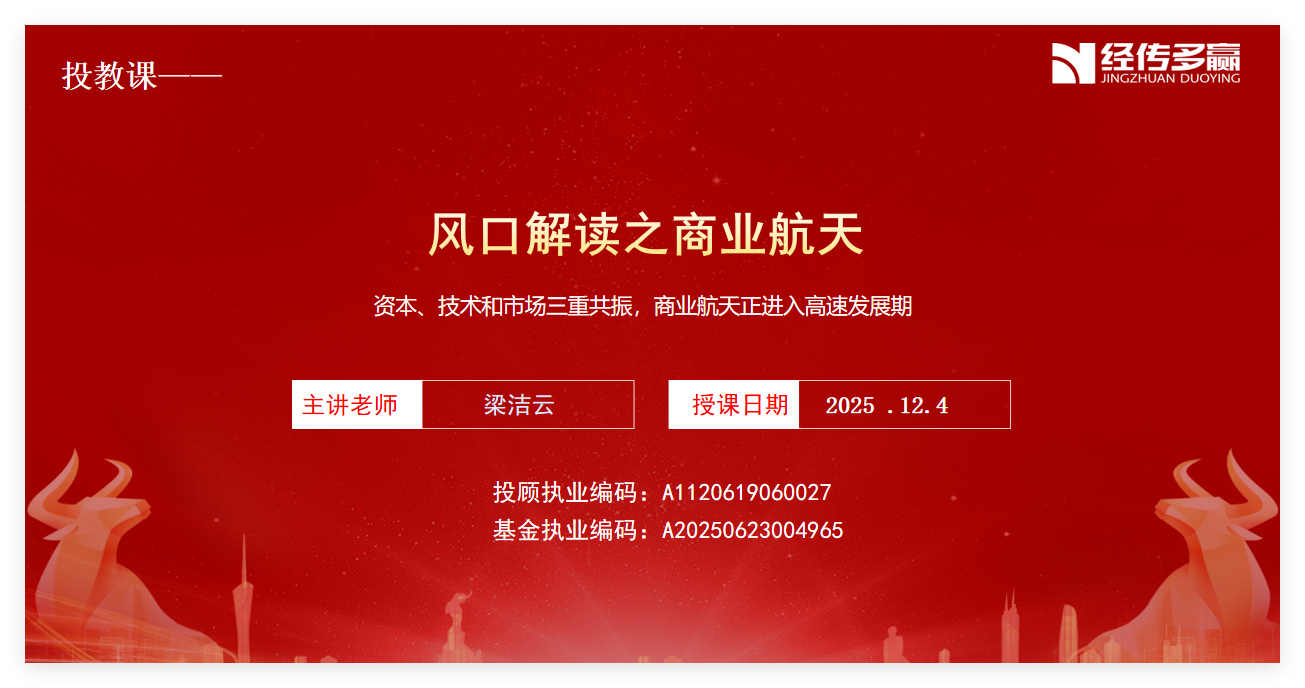 投教课——
经传多赢
JINGZHUAN DUOYING
风口解读之商业航天
资本、技术和市场三重共振，商业航天正进入高速发展期
主讲老师 梁洁云 授课日期 2025 .12.4
投顾执业编码：A1120619060027
基金执业编码：A20250623004965